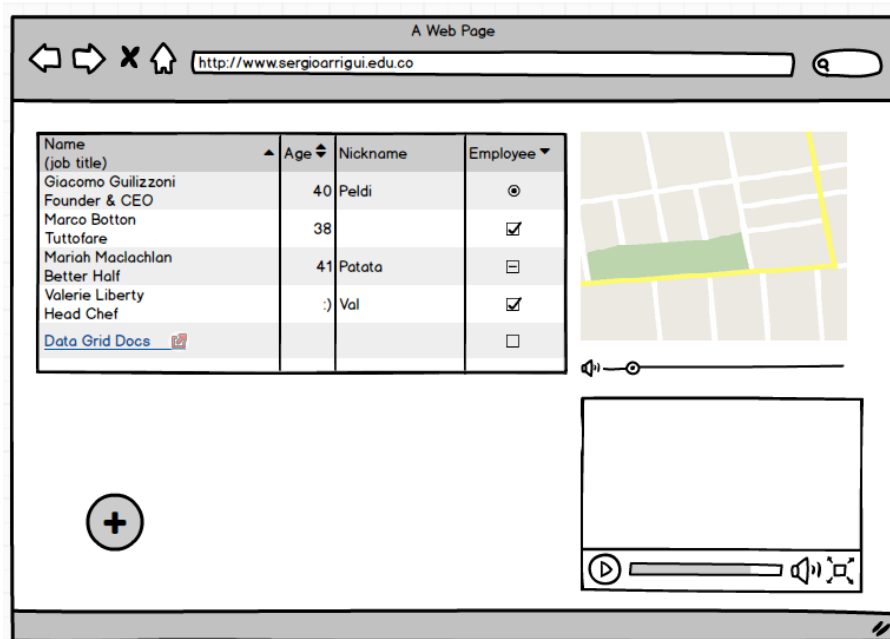 A Web Page
http://www.sergioarrigui.edu.co
Name
(job title)
Age
Nickname
Employee
Giacomo Guilizzoni
Founder & CEO
40
Peldi
Marco Botton
Tuttofare
38
Mariah Maclachlan
Better Half
41
Patata
Valerie Liberty
Head Chef
:)
Val
Data Grid Docs